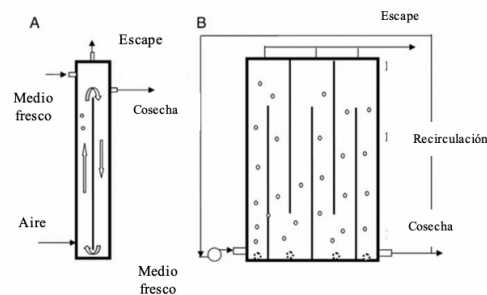 A
Escape
Medio
fresco
Cosecha
Aire
B
Escape
Recirculación
Cosecha
Medio
fresco